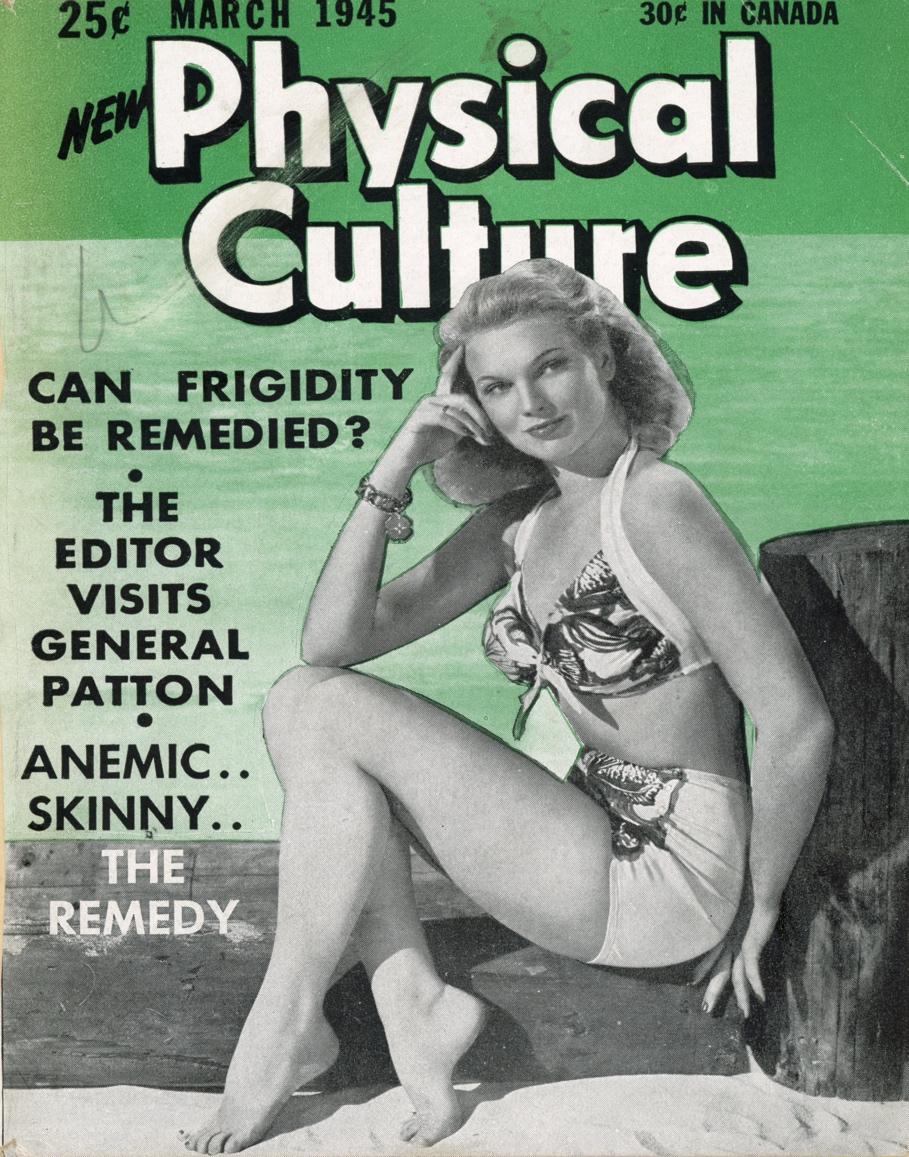 25¢ MARCH 1945 30¢ IN CANADA
NEW Physical
Culture
CAN FRIGIDITY
BE REMEDIED?
•
THE
EDITOR
VISITS
GENERAL
PATTON
•
ANEMIC..
SKINNY..
THE
REMEDY